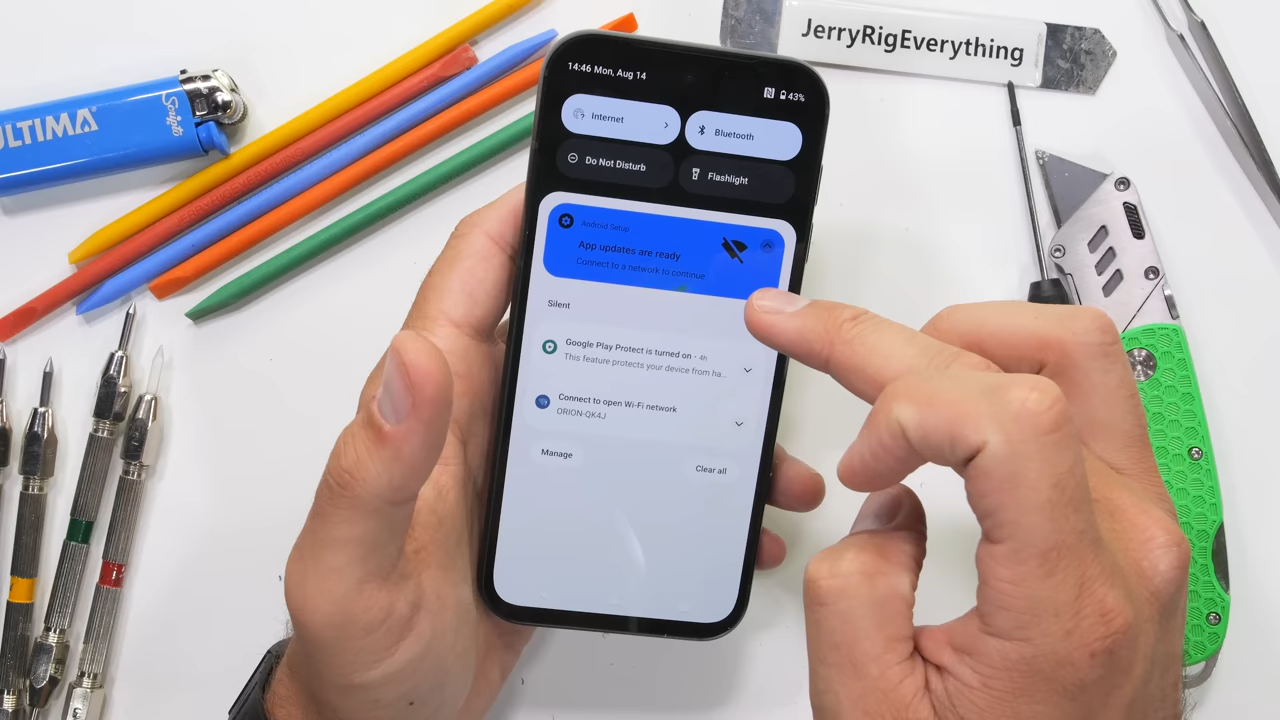 JerryRigEverything
ULTIMA
Scripto
14:46 Mon, Aug 14
43%
Internet
Bluetooth
Do Not Disturb
Flashlight
Android Setup
App updates are ready
Connect to a network to continue
Silent
Google Play Protect is turned on · 4h
This feature protects your device from ha...
Connect to open Wi-Fi network
ORION-QK4J
Manage
Clear all